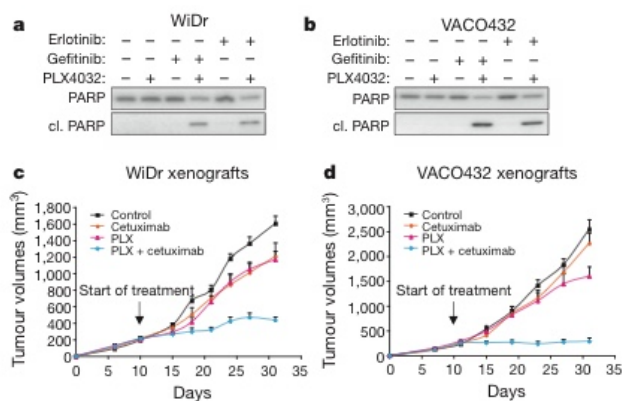 a
WiDr
Erlotinib: – – – – + +
Gefitinib: – – + + – –
PLX4032: – + – + – +
PARP
cl. PARP
b
VACO432
Erlotinib: – – – – + +
Gefitinib: – – + + – –
PLX4032: – + – + – +
PARP
cl. PARP
c
WiDr xenografts
Tumour volumes (mm³)
1,800
1,600
1,400
1,200
1,000
800
600
400
200
0
Control
Cetuximab
PLX
PLX + cetuximab
Start of treatment
0 5 10 15 20 25 30 35
Days
d
VACO432 xenografts
Tumour volumes (mm³)
3,000
2,500
2,000
1,500
1,000
500
0
Control
Cetuximab
PLX
PLX + cetuximab
Start of treatment
0 5 10 15 20 25 30 35
Days